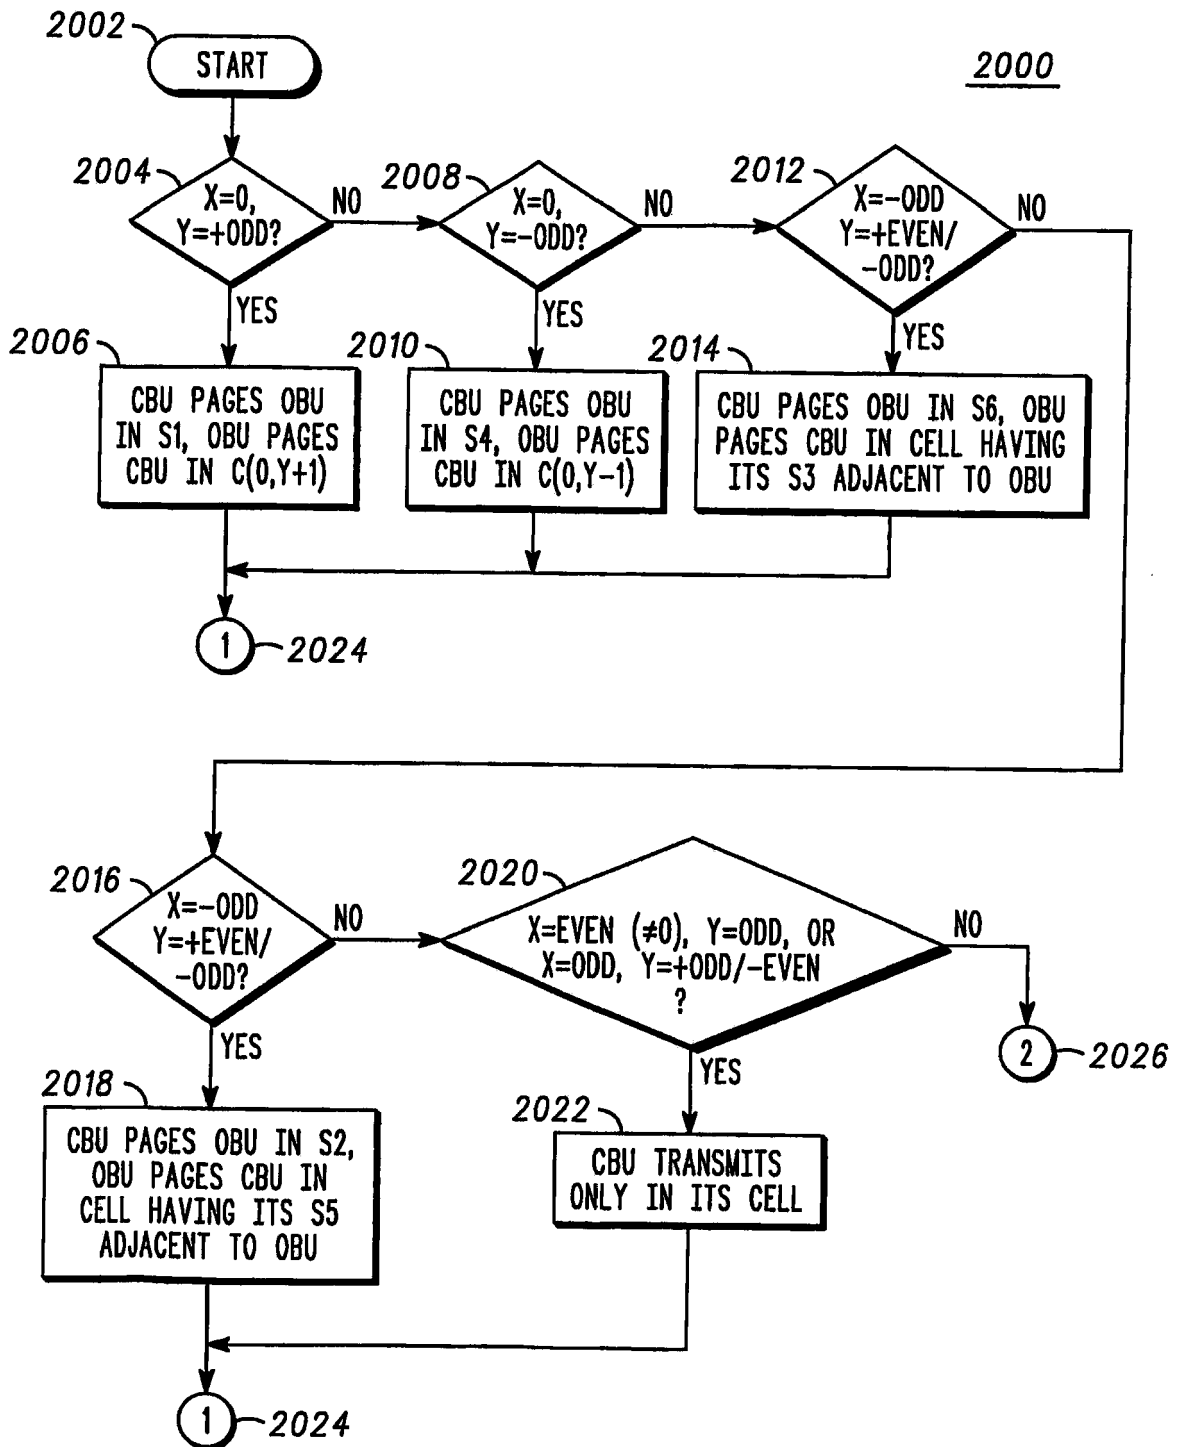 2002
START
2000
2004
X=0,
Y=+ODD?
NO
2008
X=0,
Y=-ODD?
NO
2012
X=-ODD
Y=+EVEN/
-ODD?
NO
YES
YES
YES
2006
CBU PAGES OBU
IN S1, OBU PAGES
CBU IN C(0,Y+1)
2010
CBU PAGES OBU
IN S4, OBU PAGES
CBU IN C(0,Y-1)
2014
CBU PAGES OBU IN S6, OBU
PAGES CBU IN CELL HAVING
ITS S3 ADJACENT TO OBU
1
2024
2016
X=-ODD
Y=+EVEN/
-ODD?
NO
2020
X=EVEN (≠0), Y=ODD, OR
X=ODD, Y=+ODD/-EVEN
?
NO
2
2026
YES
YES
2018
CBU PAGES OBU IN S2,
OBU PAGES CBU IN
CELL HAVING ITS S5
ADJACENT TO OBU
2022
CBU TRANSMITS
ONLY IN ITS CELL
1
2024